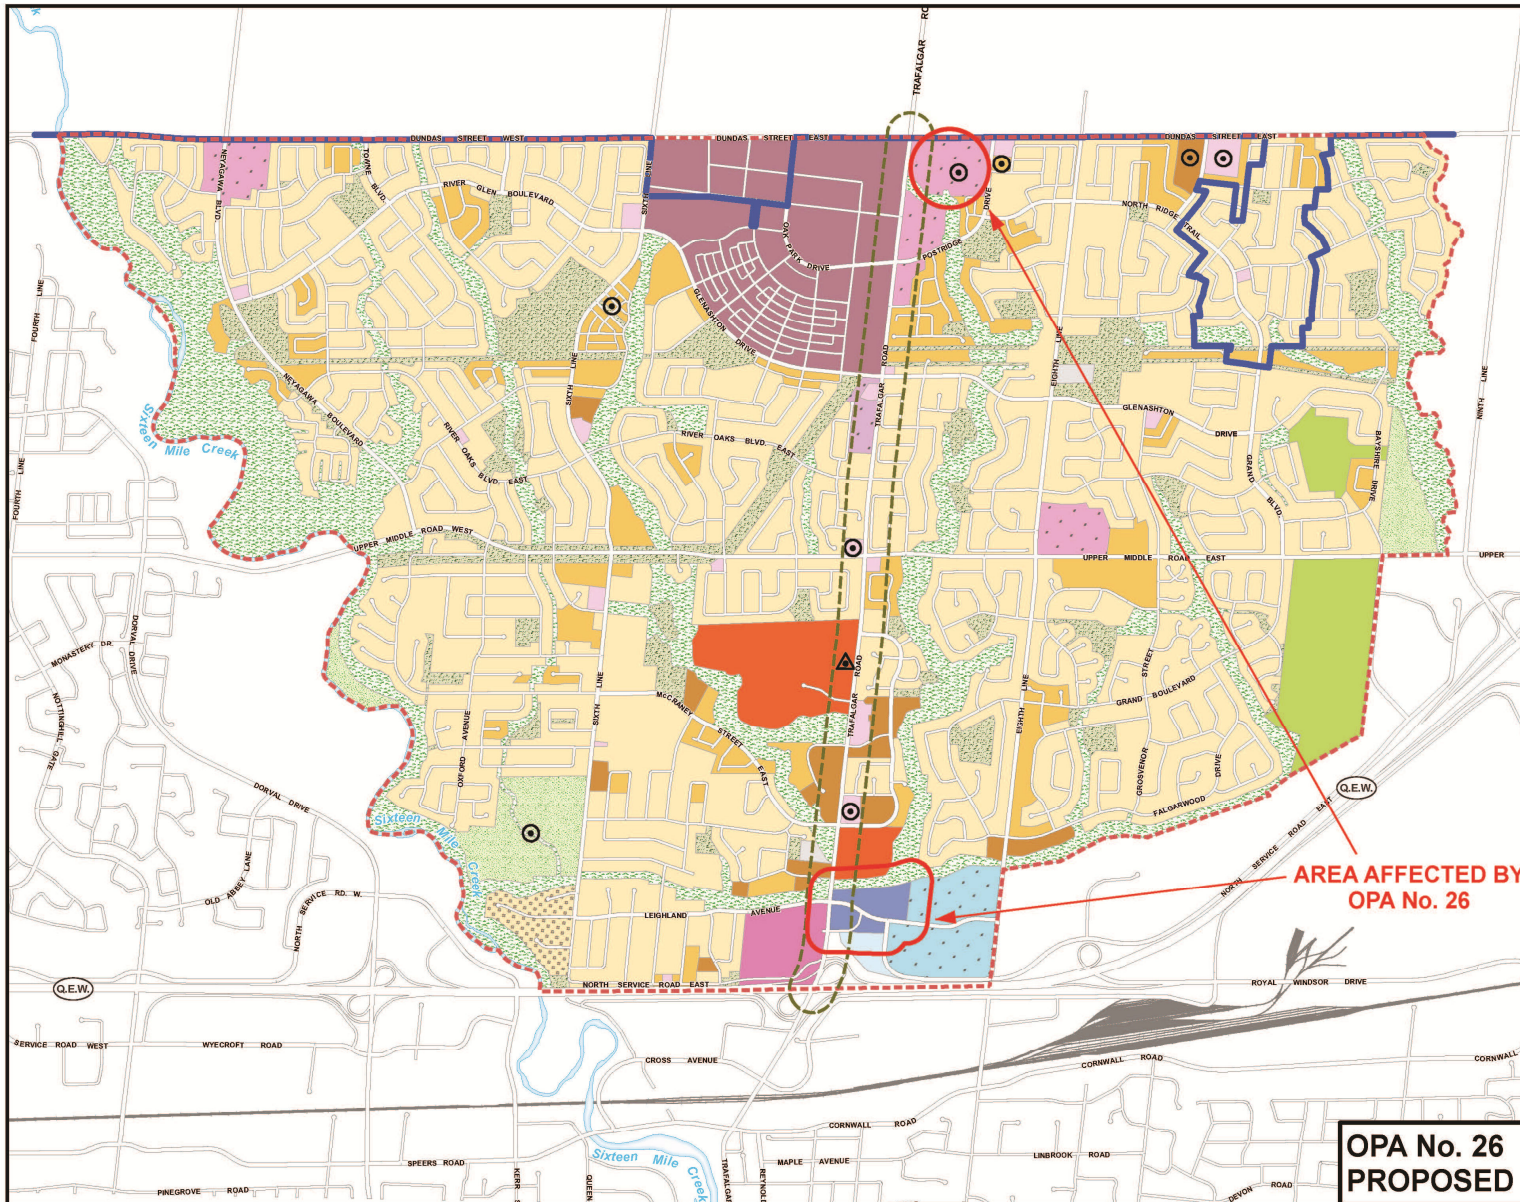 TRAFALGAR
DUNDAS STREET WEST
DUNDAS STREET EAST
DUNDAS STREET EAST
NEYAGAWA BLVD.
TOWNE BLVD.
RIVER GLEN BOULEVARD
SIXTH LINE
OAK PARK DRIVE
POSTRIDGE
DRIVE
NORTH RIDGE TRAIL
GLENASHTON
DRIVE
FOURTH LINE
TRAFALGAR
ROAD
EIGHTH LINE
NINTH LINE
NEYAGAWA
BOULEVARD
SIXTH LINE
GLENASHTON
DRIVE
GRAND BLVD.
BAYSHIRE DRIVE
Sixteen Mile Creek
RIVER OAKS BLVD. EAST
RIVER OAKS BLVD. EAST
FOURTH LINE
UPPER MIDDLE ROAD WEST
UPPER MIDDLE ROAD EAST
UPPER
DORVAL DRIVE
MONASTERY DR.
NOTTINGHILL GATE
TRAFALGAR ROAD
McCRANEY STREET EAST
SIXTH LINE
OXFORD AVENUE
EIGHTH LINE
GRAND BOULEVARD
STREET
GROSVENOR
DRIVE
FALGARWOOD
Q.E.W.
DORVAL DRIVE
Sixteen Mile Creek
NORTH SERVICE ROAD EAST
AREA AFFECTED BY
OPA No. 26
OLD ABBEY LANE
NORTH SERVICE RD. W.
LEIGHLAND AVENUE
Q.E.W.
NORTH SERVICE ROAD EAST
ROYAL WINDSOR DRIVE
SERVICE ROAD WEST
WYECROFT ROAD
CROSS AVENUE
CORNWALL ROAD
CORNWALL
CORNWALL ROAD
Sixteen Mile Creek
SPEERS ROAD
MAPLE AVENUE
LINBROOK ROAD
PINEGROVE ROAD
KERR
QUEEN
TRAFALGAR
DEVON ROAD
OPA No. 26
PROPOSED